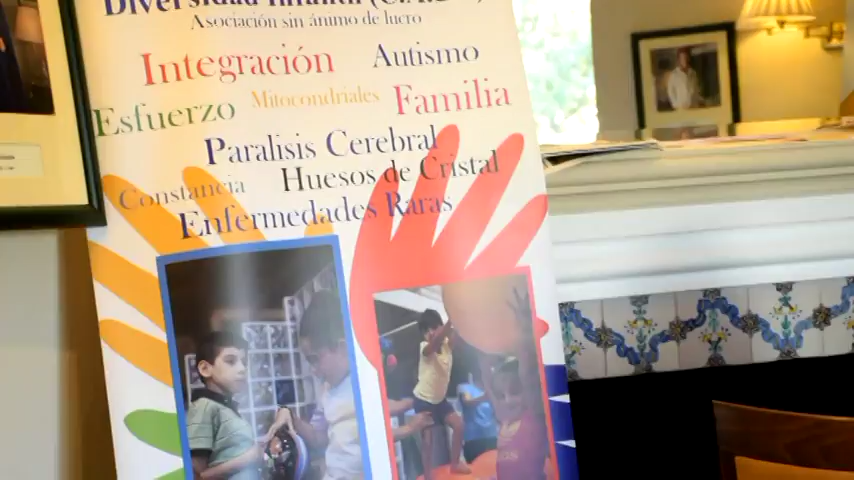 Diversidad Infantil
Asociación sin ánimo de lucro
Integración Autismo
Esfuerzo Mitocondriales Familia
Paralisis Cerebral
Constancia Huesos de Cristal
Enfermedades Raras